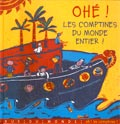 OHÉ !
LES COMPTINES
DU MONDE
ENTIER !